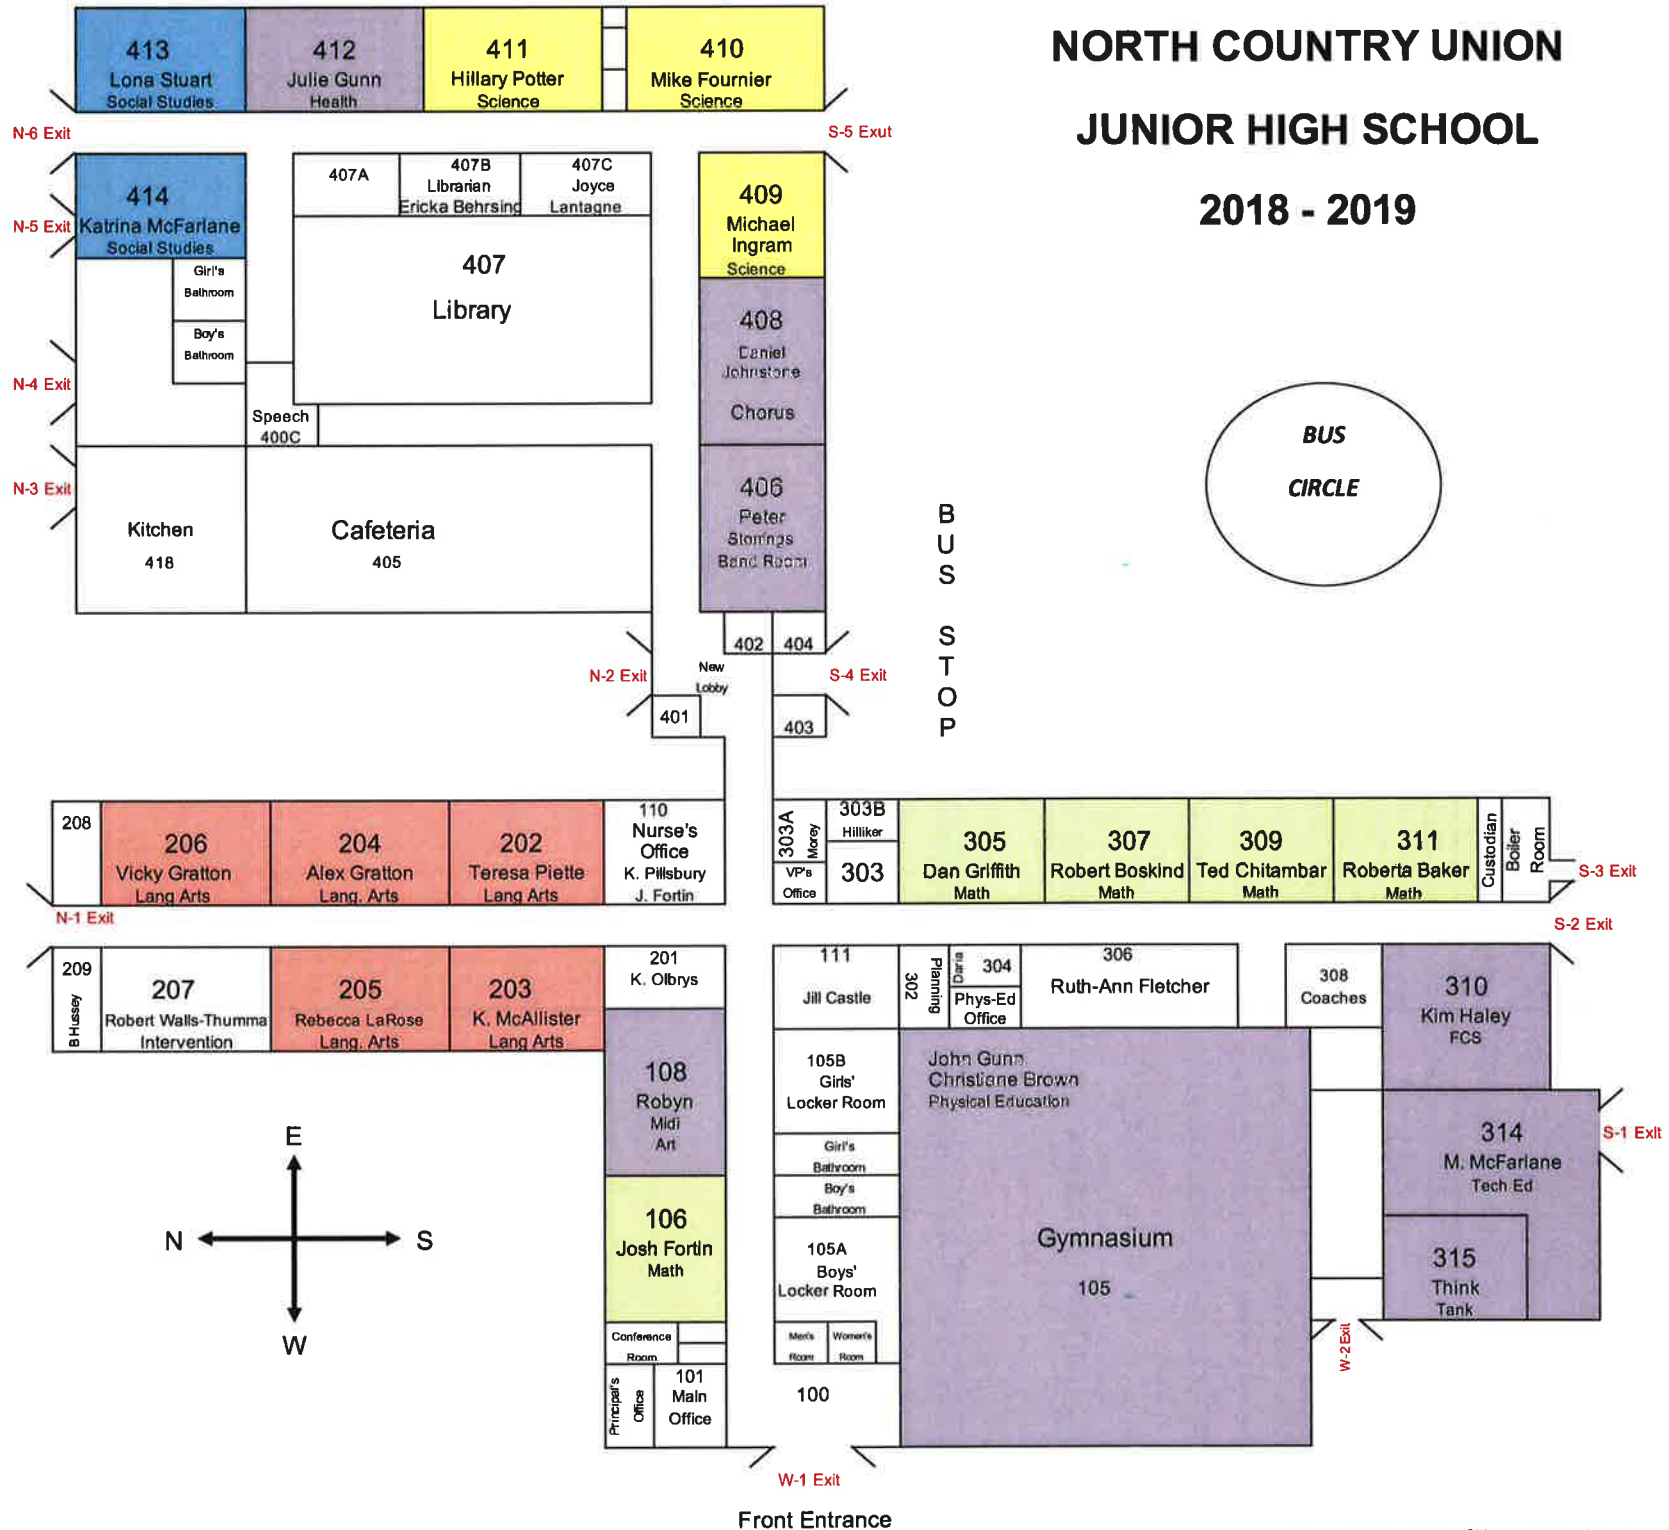 NORTH COUNTRY UNION
JUNIOR HIGH SCHOOL
2018 - 2019
413
Lona Stuart
Social Studies
412
Julie Gunn
Health
411
Hillary Potter
Science
410
Mike Fournier
Science
N-6 Exit
S-5 Exut
414
Katrina McFarlane
Social Studies
N-5 Exit
407A
407B
Librarian
Ericka Behrsing
407C
Joyce
Lantagne
407
Library
409
Michael
Ingram
Science
Girl's
Bathroom
Boy's
Bathroom
N-4 Exit
408
Daniel
Johnstone
Chorus
Speech
400C
N-3 Exit
Kitchen
418
Cafeteria
405
406
Peter
Storrings
Band Room
BUS
CIRCLE
B
U
S
S
T
O
P
402
404
N-2 Exit
New
Lobby
S-4 Exit
401
403
208
206
Vicky Gratton
Lang Arts
204
Alex Gratton
Lang. Arts
202
Teresa Piette
Lang Arts
110
Nurse's
Office
K. Pillsbury
J. Fortin
303A
Morey
VP's
Office
303B
Hilliker
303
305
Dan Griffith
Math
307
Robert Boskind
Math
309
Ted Chitambar
Math
311
Roberta Baker
Math
Custodian
Boiler
Room
S-3 Exit
N-1 Exit
S-2 Exit
209
B Hussey
207
Robert Walls-Thumma
Intervention
205
Rebecca LaRose
Lang. Arts
203
K. McAllister
Lang Arts
201
K. Olbrys
111
Jill Castle
302
Planning
Daria
304
Phys-Ed
Office
306
Ruth-Ann Fletcher
308
Coaches
310
Kim Haley
FCS
108
Robyn
Midi
Art
105B
Girls'
Locker Room
John Gunn
Christiane Brown
Physical Education
Girl's
Bathroom
Boy's
Bathroom
314
M. McFarlane
Tech Ed
S-1 Exit
E
N
S
W
106
Josh Fortin
Math
105A
Boys'
Locker Room
Gymnasium
105
315
Think
Tank
Conference
Room
Men's
Room
Women's
Room
W-2 Exit
Principal's
Office
101
Main
Office
100
W-1 Exit
Front Entrance